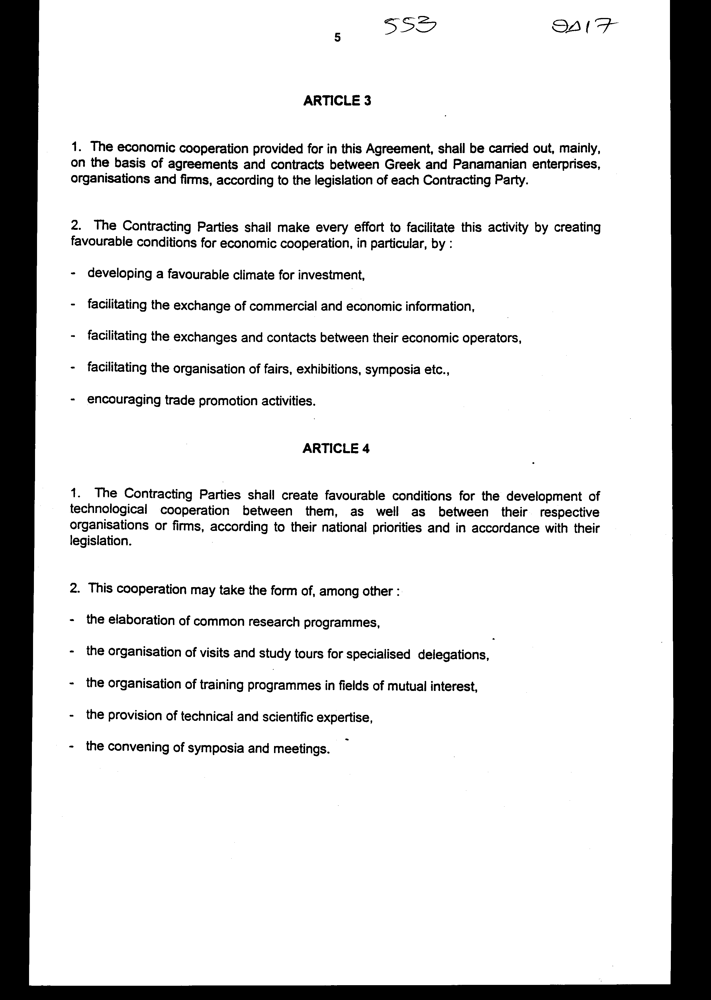 553
ΘΔ17
5
ARTICLE 3
1. The economic cooperation provided for in this Agreement, shall be carried out, mainly,
on the basis of agreements and contracts between Greek and Panamanian enterprises,
organisations and firms, according to the legislation of each Contracting Party.
2. The Contracting Parties shall make every effort to facilitate this activity by creating
favourable conditions for economic cooperation, in particular, by :
- developing a favourable climate for investment,
- facilitating the exchange of commercial and economic information,
- facilitating the exchanges and contacts between their economic operators,
- facilitating the organisation of fairs, exhibitions, symposia etc.,
- encouraging trade promotion activities.
ARTICLE 4
1. The Contracting Parties shall create favourable conditions for the development of
technological cooperation between them, as well as between their respective
organisations or firms, according to their national priorities and in accordance with their
legislation.
2. This cooperation may take the form of, among other :
- the elaboration of common research programmes,
- the organisation of visits and study tours for specialised delegations,
- the organisation of training programmes in fields of mutual interest,
- the provision of technical and scientific expertise,
- the convening of symposia and meetings.